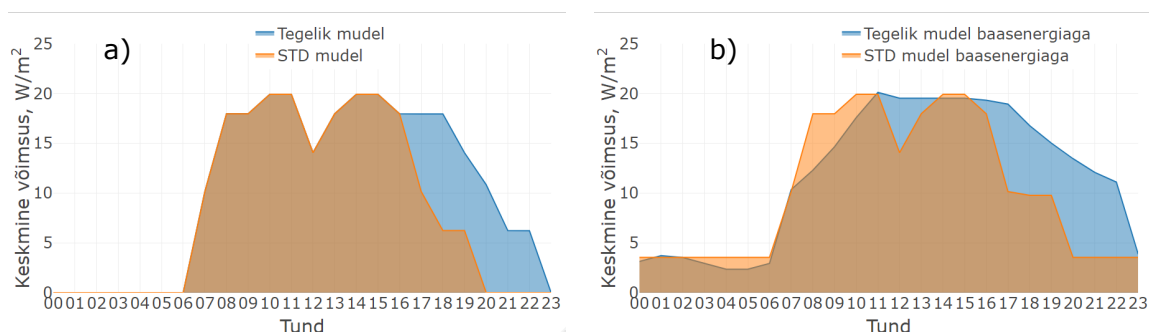 a)
Tegelik mudel
STD mudel
Keskmine võimsus, W/m²
25
20
15
10
5
0
00 01 02 03 04 05 06 07 08 09 10 11 12 13 14 15 16 17 18 19 20 21 22 23
Tund
b)
Tegelik mudel baasenergiaga
STD mudel baasenergiaga
Keskmine võimsus, W/m²
25
20
15
10
5
0
00 01 02 03 04 05 06 07 08 09 10 11 12 13 14 15 16 17 18 19 20 21 22 23
Tund